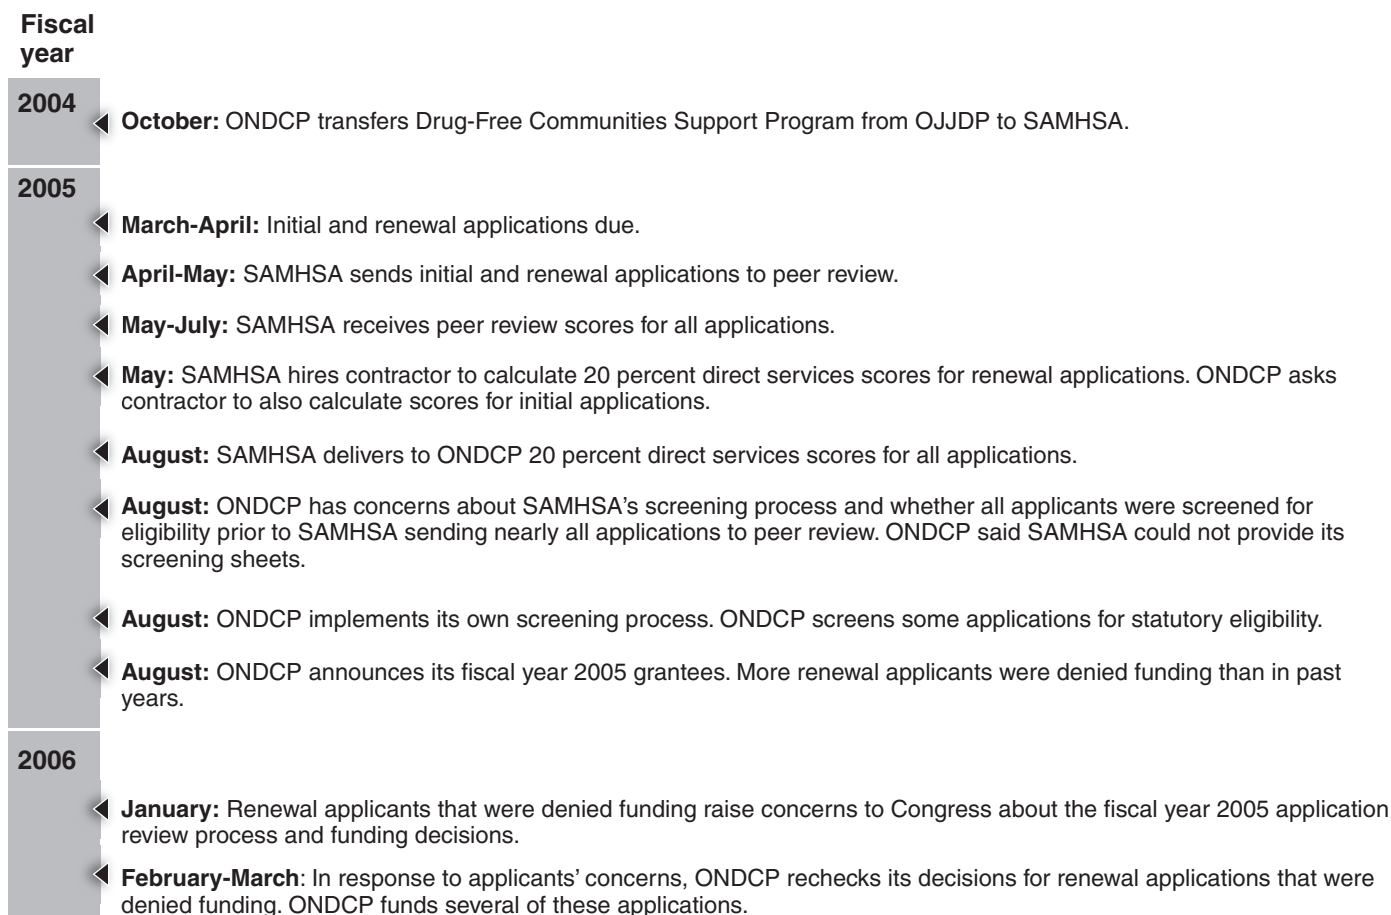 Fiscal
year
2004
October: ONDCP transfers Drug-Free Communities Support Program from OJJDP to SAMHSA.
2005
March-April: Initial and renewal applications due.
April-May: SAMHSA sends initial and renewal applications to peer review.
May-July: SAMHSA receives peer review scores for all applications.
May: SAMHSA hires contractor to calculate 20 percent direct services scores for renewal applications. ONDCP asks
contractor to also calculate scores for initial applications.
August: SAMHSA delivers to ONDCP 20 percent direct services scores for all applications.
August: ONDCP has concerns about SAMHSA's screening process and whether all applicants were screened for
eligibility prior to SAMHSA sending nearly all applications to peer review. ONDCP said SAMHSA could not provide its
screening sheets.
August: ONDCP implements its own screening process. ONDCP screens some applications for statutory eligibility.
August: ONDCP announces its fiscal year 2005 grantees. More renewal applicants were denied funding than in past
years.
2006
January: Renewal applicants that were denied funding raise concerns to Congress about the fiscal year 2005 application
review process and funding decisions.
February-March: In response to applicants' concerns, ONDCP rechecks its decisions for renewal applications that were
denied funding. ONDCP funds several of these applications.